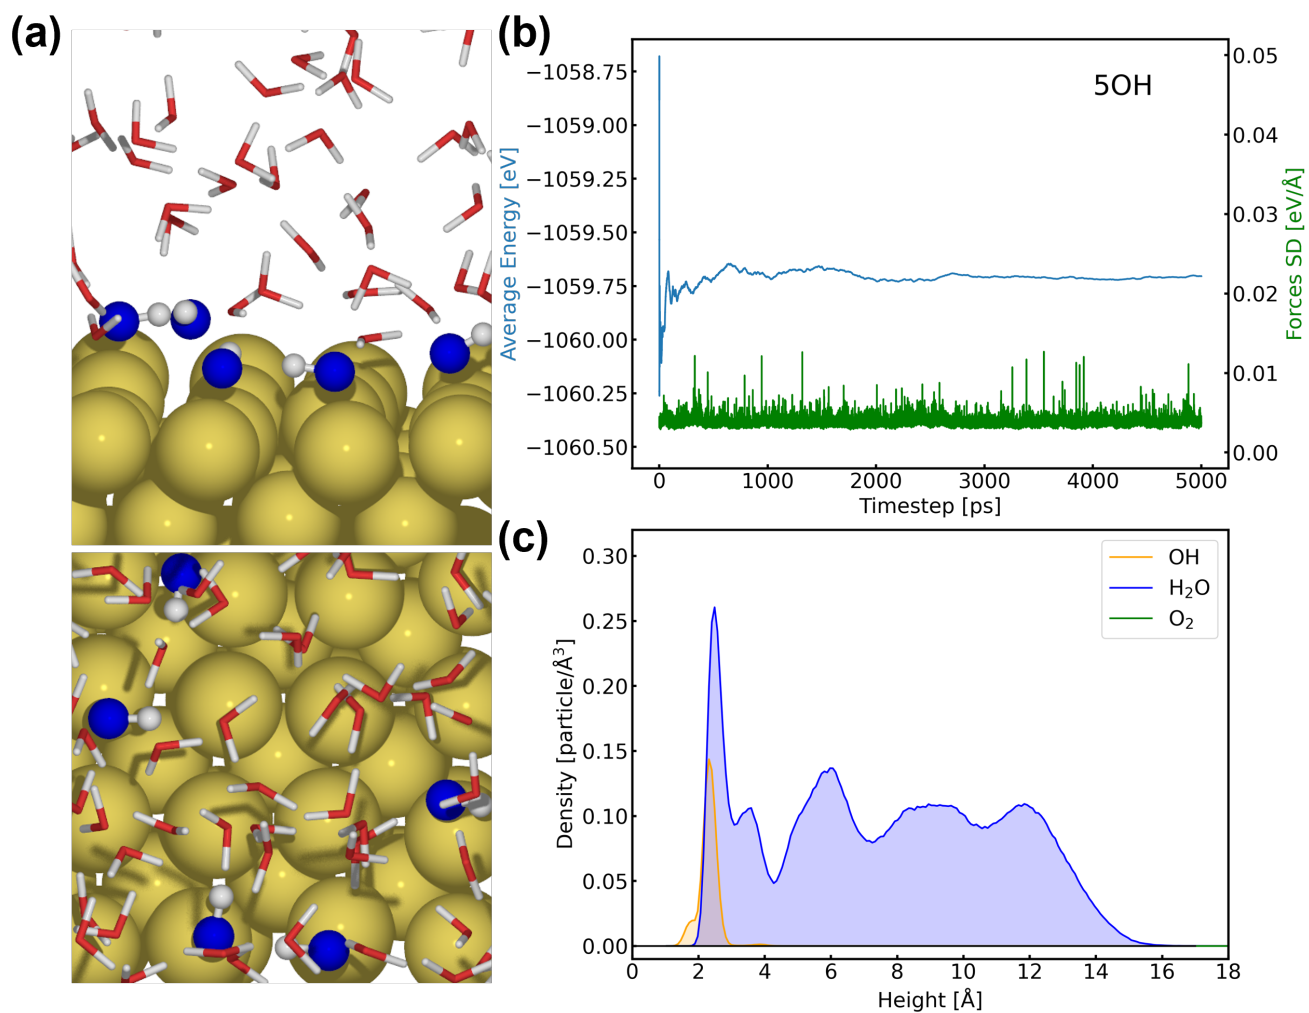 (a)
(b)
5OH
Average Energy [eV]
−1058.75
−1059.00
−1059.25
−1059.50
−1059.75
−1060.00
−1060.25
−1060.50
0.05
0.04
0.03
0.02
0.01
0.00
Forces SD [eV/Å]
0 1000 2000 3000 4000 5000
Timestep [ps]
(c)
Density [particle/Å³]
0.30
0.25
0.20
0.15
0.10
0.05
0.00
OH
H₂O
O₂
0 2 4 6 8 10 12 14 16 18
Height [Å]